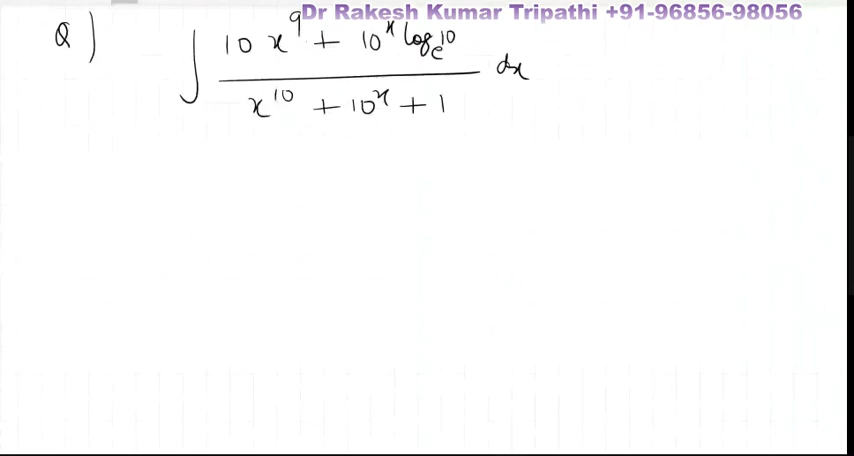 Dr Rakesh Kumar Tripathi +91-96856-98056
Q) ∫ (10x⁹ + 10ˣ logₑ10) / (x¹⁰ + 10ˣ + 1) dx